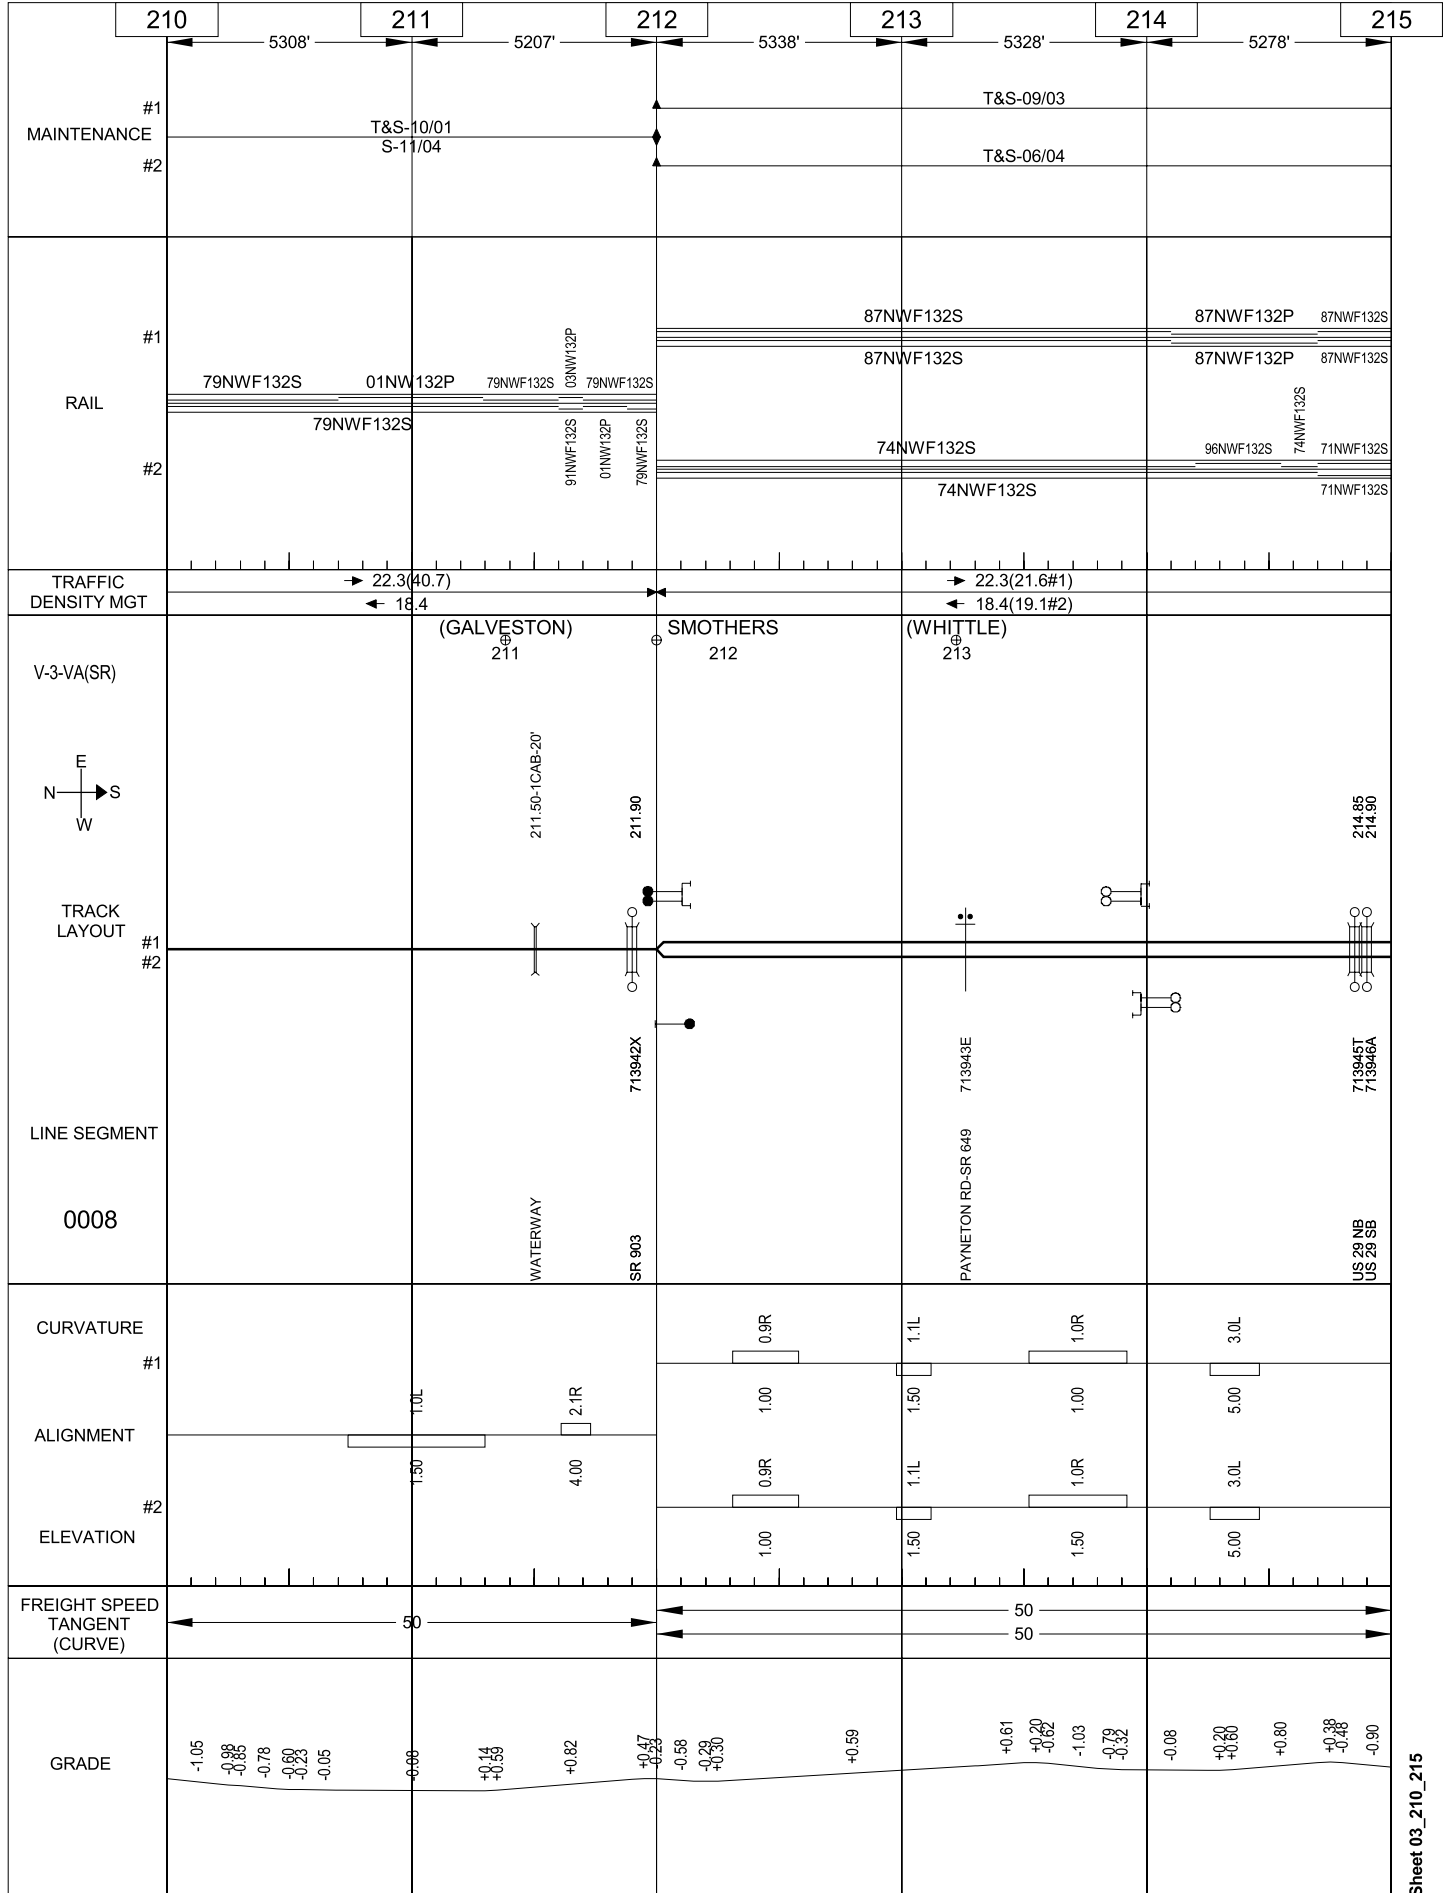 210 211 212 213 214 215
5308' 5207' 5338' 5328' 5278'
#1
MAINTENANCE
#2
T&S-10/01
S-11/04
T&S-09/03
T&S-06/04
RAIL
#1
#2
79NWF132S 01NW132P 79NWF132S 03NW132P 79NWF132S
79NWF132S 91NWF132S 01NW132P 79NWF132S
87NWF132S 87NWF132P 87NWF132S
87NWF132S 87NWF132P 87NWF132S
74NWF132S 96NWF132S 74NWF132S 71NWF132S
74NWF132S 71NWF132S
TRAFFIC
DENSITY MGT
22.3(40.7) 22.3(21.6#1)
18.4 18.4(19.1#2)
(GALVESTON) SMOTHERS (WHITTLE)
211 212 213
V-3-VA(SR)
E
N S
W
211.50-1CAB-20'
211.90
214.85
214.90
TRACK
LAYOUT
#1
#2
713942X
713943E
713945T
713946A
LINE SEGMENT
0008
WATERWAY
SR 903
PAYNETON RD-SR 649
US 29 NB
US 29 SB
CURVATURE
#1
0.9R 1.1L 1.0R 3.0L
1.00 1.50 1.00 5.00
ALIGNMENT
1.0L 2.1R
1.50 4.00
#2
0.9R 1.1L 1.0R 3.0L
1.00 1.50 1.50 5.00
ELEVATION
FREIGHT SPEED
TANGENT
(CURVE)
50
50
50
GRADE
-1.05 -0.98 -0.85 -0.78 -0.60 -0.23 -0.05 -0.08 +0.14 +0.59 +0.82 +0.47 -0.23 -0.58 -0.29 +0.30 +0.59 +0.61 +0.20 -0.62 -1.03 -0.79 -0.32 -0.08 +0.20 +0.60 +0.80 +0.38 -0.48 -0.90
Sheet 03_210_215